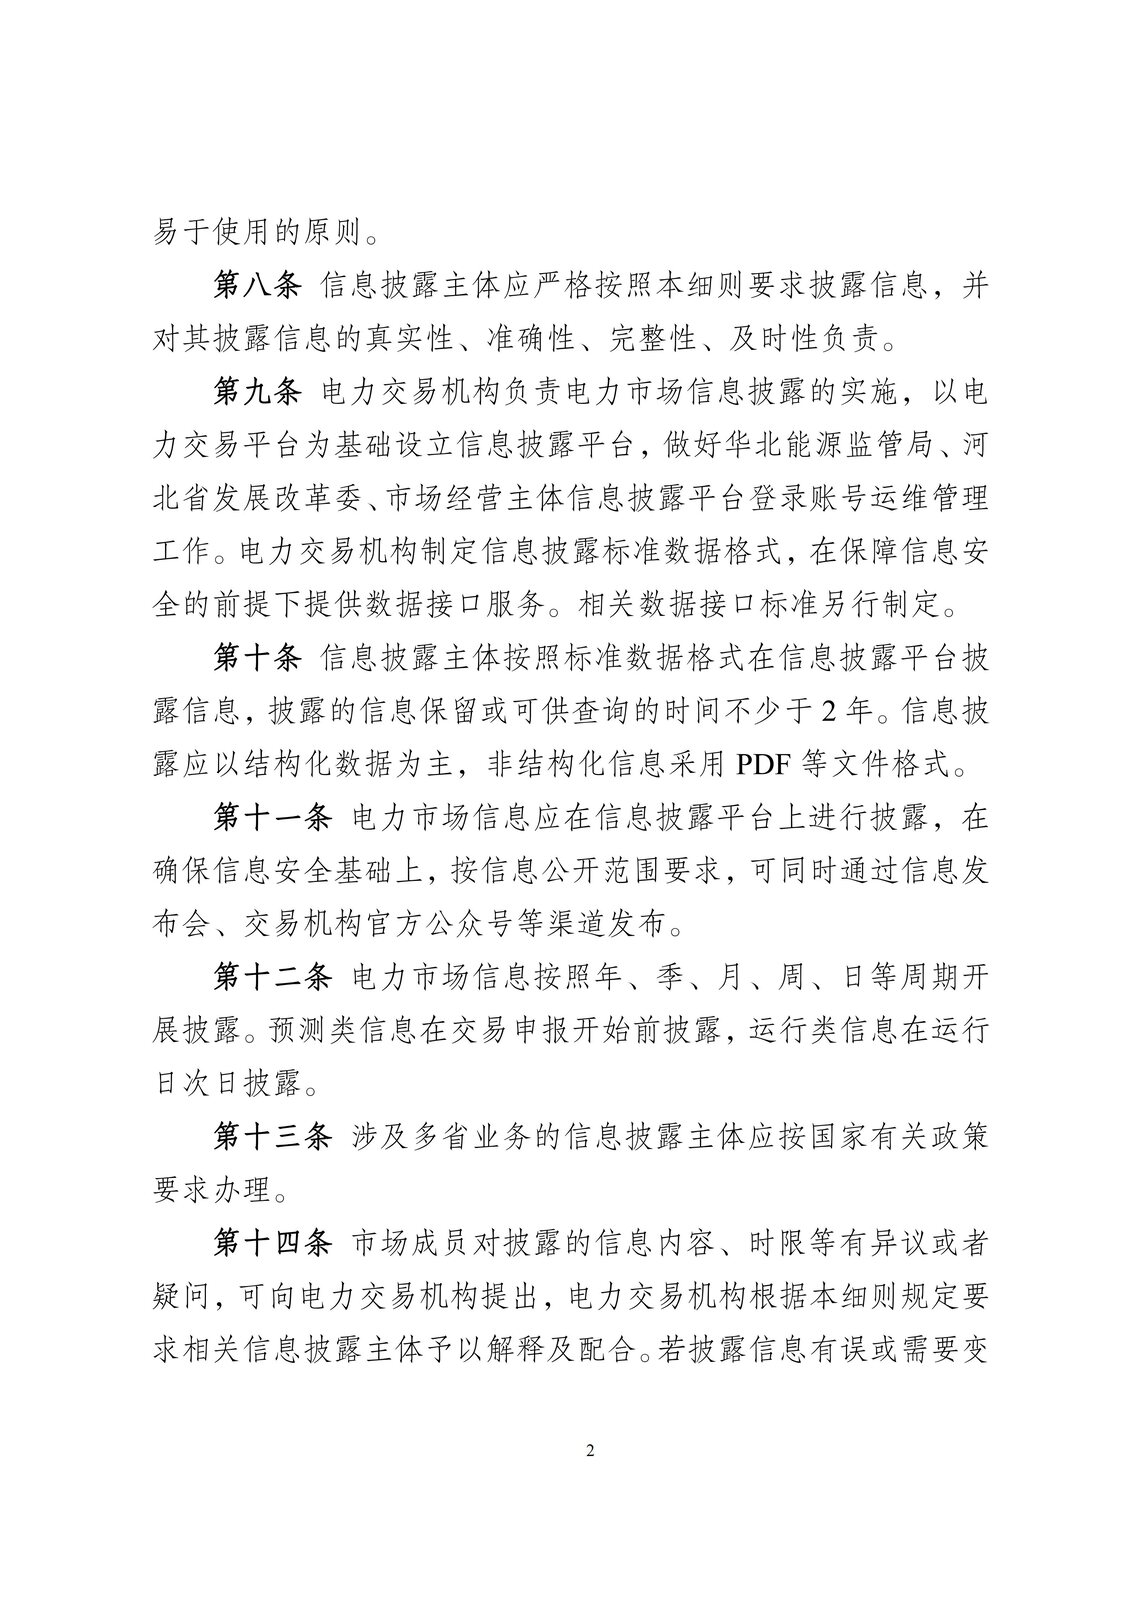 易于使用的原则。
第八条 信息披露主体应严格按照本细则要求披露信息，并
对其披露信息的真实性、准确性、完整性、及时性负责。
第九条 电力交易机构负责电力市场信息披露的实施，以电
力交易平台为基础设立信息披露平台，做好华北能源监管局、河
北省发展改革委、市场经营主体信息披露平台登录账号运维管理
工作。电力交易机构制定信息披露标准数据格式，在保障信息安
全的前提下提供数据接口服务。相关数据接口标准另行制定。
第十条 信息披露主体按照标准数据格式在信息披露平台披
露信息，披露的信息保留或可供查询的时间不少于 2 年。信息披
露应以结构化数据为主，非结构化信息采用 PDF 等文件格式。
第十一条 电力市场信息应在信息披露平台上进行披露，在
确保信息安全基础上，按信息公开范围要求，可同时通过信息发
布会、交易机构官方公众号等渠道发布。
第十二条 电力市场信息按照年、季、月、周、日等周期开
展披露。预测类信息在交易申报开始前披露，运行类信息在运行
日次日披露。
第十三条 涉及多省业务的信息披露主体应按国家有关政策
要求办理。
第十四条 市场成员对披露的信息内容、时限等有异议或者
疑问，可向电力交易机构提出，电力交易机构根据本细则规定要
求相关信息披露主体予以解释及配合。若披露信息有误或需要变
2